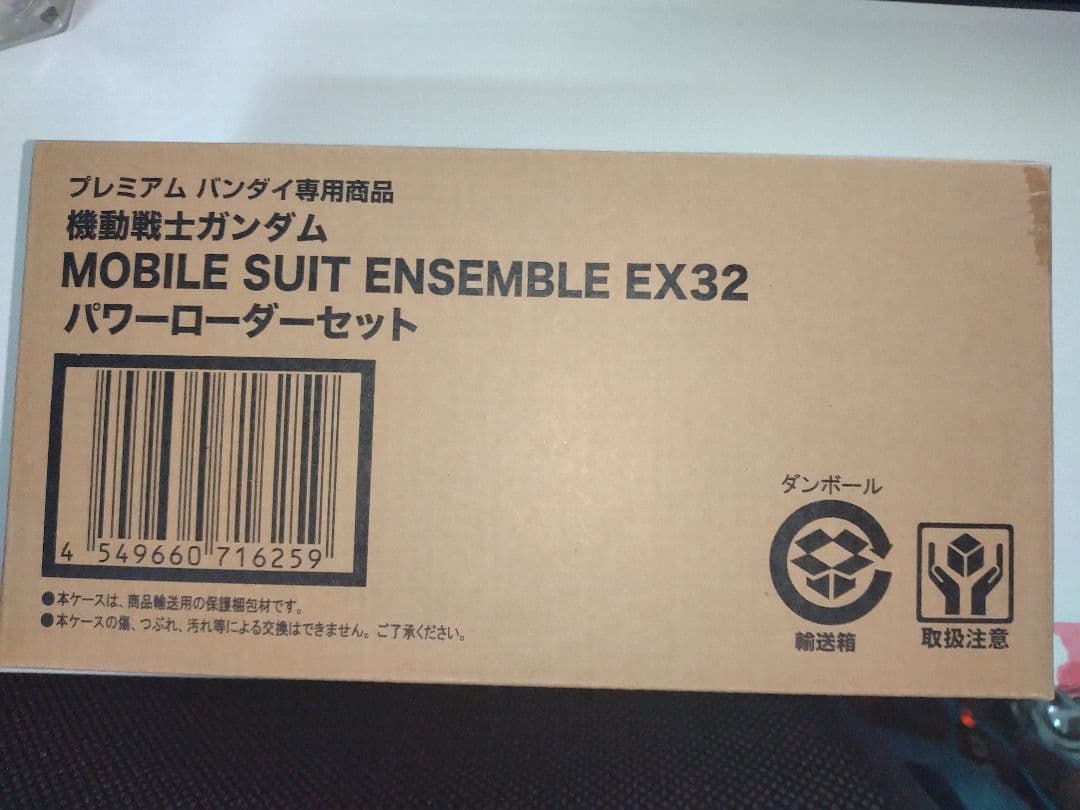 プレミアム バンダイ専用商品
機動戦士ガンダム
MOBILE SUIT ENSEMBLE EX32
パワーローダーセット
4 549660 716259
●本ケースは、商品輸送用の保護梱包材です。
●本ケースの傷、つぶれ、汚れ等による交換はできません。ご了承ください。
ダンボール
輸送箱
取扱注意